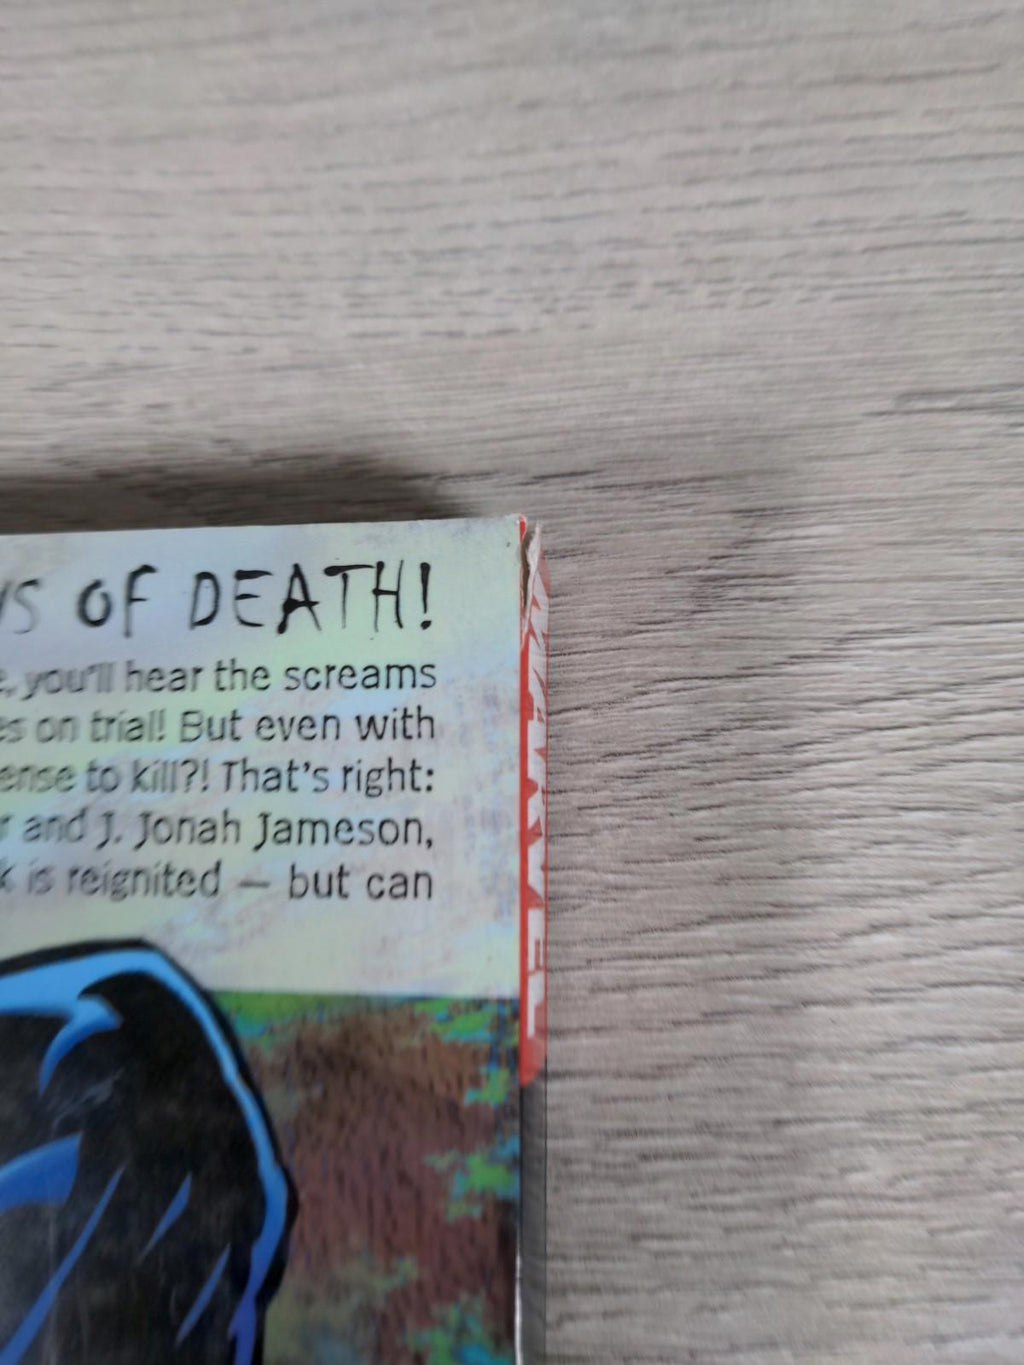 OF DEATH!
you'll hear the screams
on trial! But even with
to kill?! That's right:
and J. Jonah Jameson,
is reignited — but can
MARVEL